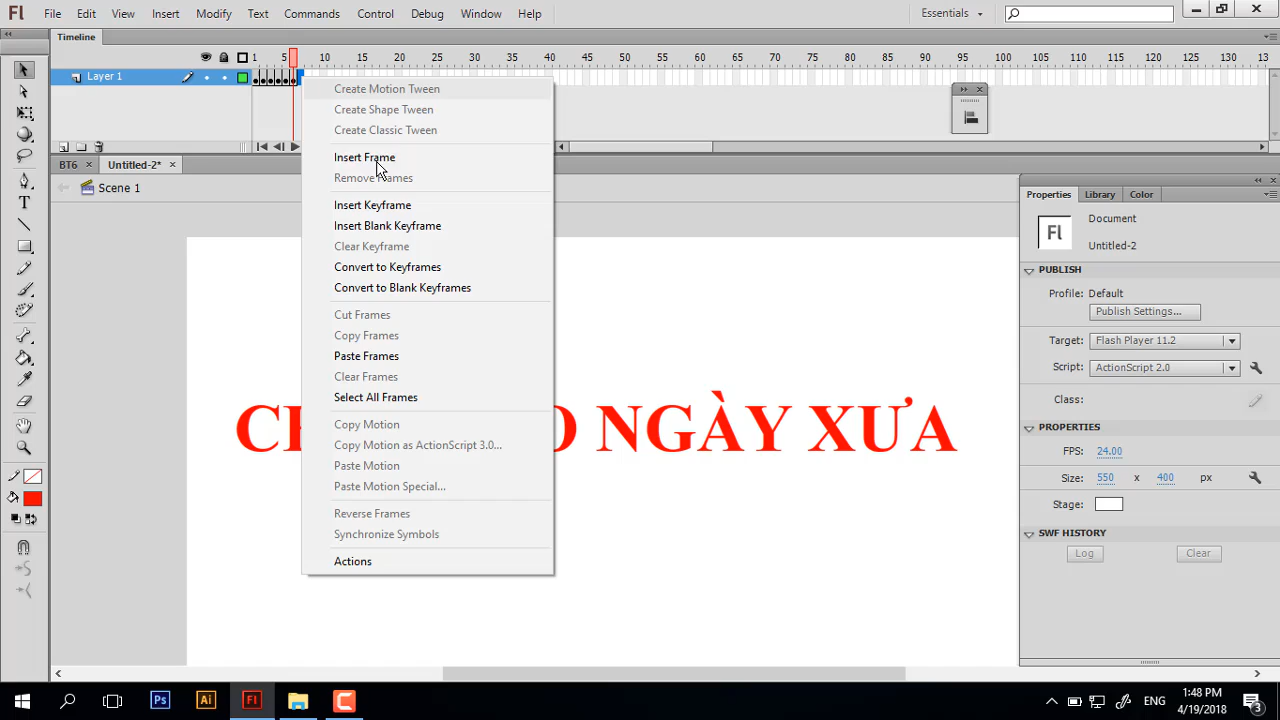 Fl File Edit View Insert Modify Text Commands Control Debug Window Help Essentials
Timeline
1 5 10 15 20 25 30 35 40 45 50 55 60 65 70 75 80 85 90 95 100 105 110 115 120 125 130
Layer 1
Create Motion Tween
Create Shape Tween
Create Classic Tween
Insert Frame
Remove Frames
Insert Keyframe
Insert Blank Keyframe
Clear Keyframe
Convert to Keyframes
Convert to Blank Keyframes
Cut Frames
Copy Frames
Paste Frames
Clear Frames
Select All Frames
Copy Motion
Copy Motion as ActionScript 3.0...
Paste Motion
Paste Motion Special...
Reverse Frames
Synchronize Symbols
Actions
BT6 Untitled-2*
Scene 1
NGÀY XƯA
Properties Library Color
Fl
Document
Untitled-2
PUBLISH
Profile: Default
Publish Settings...
Target: Flash Player 11.2
Script: ActionScript 2.0
Class:
PROPERTIES
FPS: 24.00
Size: 550 x 400 px
Stage:
SWF HISTORY
Log Clear
Ps Ai Fl ENG
1:48 PM
4/19/2018
3